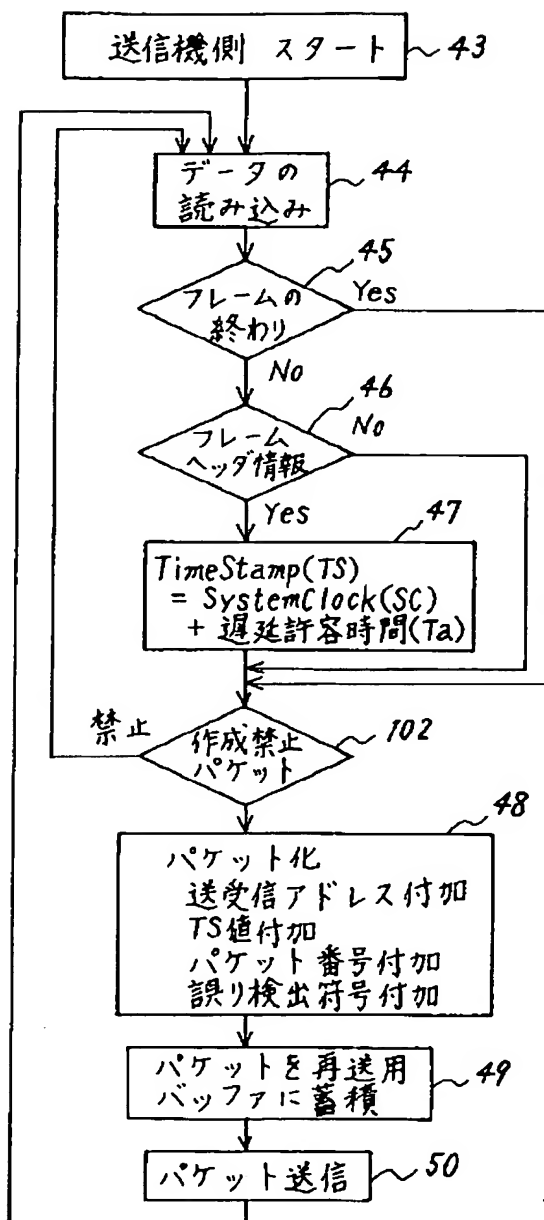 送信機側 スタート
43
データの
読み込み
44
45
フレームの
終わり
Yes
No
46
フレーム
ヘッダ情報
No
Yes
47
TimeStamp(TS)
= SystemClock(SC)
+ 遅延許容時間(Ta)
禁止
作成禁止
パケット
102
48
パケット化
送受信アドレス付加
TS値付加
パケット番号付加
誤り検出符号付加
パケットを再送用
バッファに蓄積
49
パケット送信
50